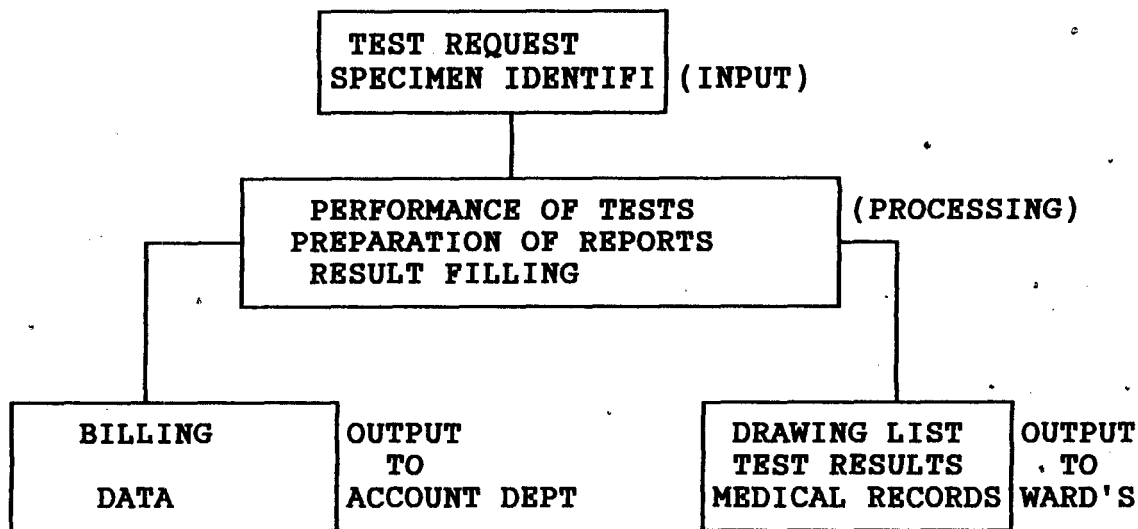 TEST REQUEST
SPECIMEN IDENTIFI (INPUT)
PERFORMANCE OF TESTS (PROCESSING)
PREPARATION OF REPORTS
RESULT FILLING
BILLING
DATA
OUTPUT
TO
ACCOUNT DEPT
DRAWING LIST
TEST RESULTS
MEDICAL RECORDS
OUTPUT
TO
WARD'S